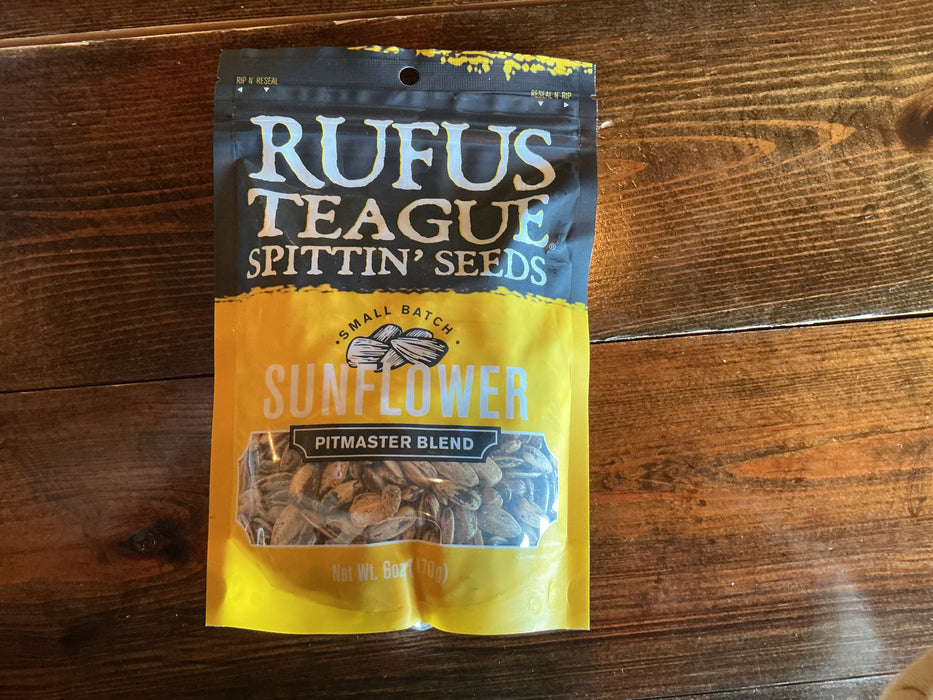 RIP N' RESEAL
RESEAL N' RIP
RUFUS
TEAGUE
SPITTIN' SEEDS®
•SMALL BATCH•
SUNFLOWER
PITMASTER BLEND
Net Wt. 6oz (170g)